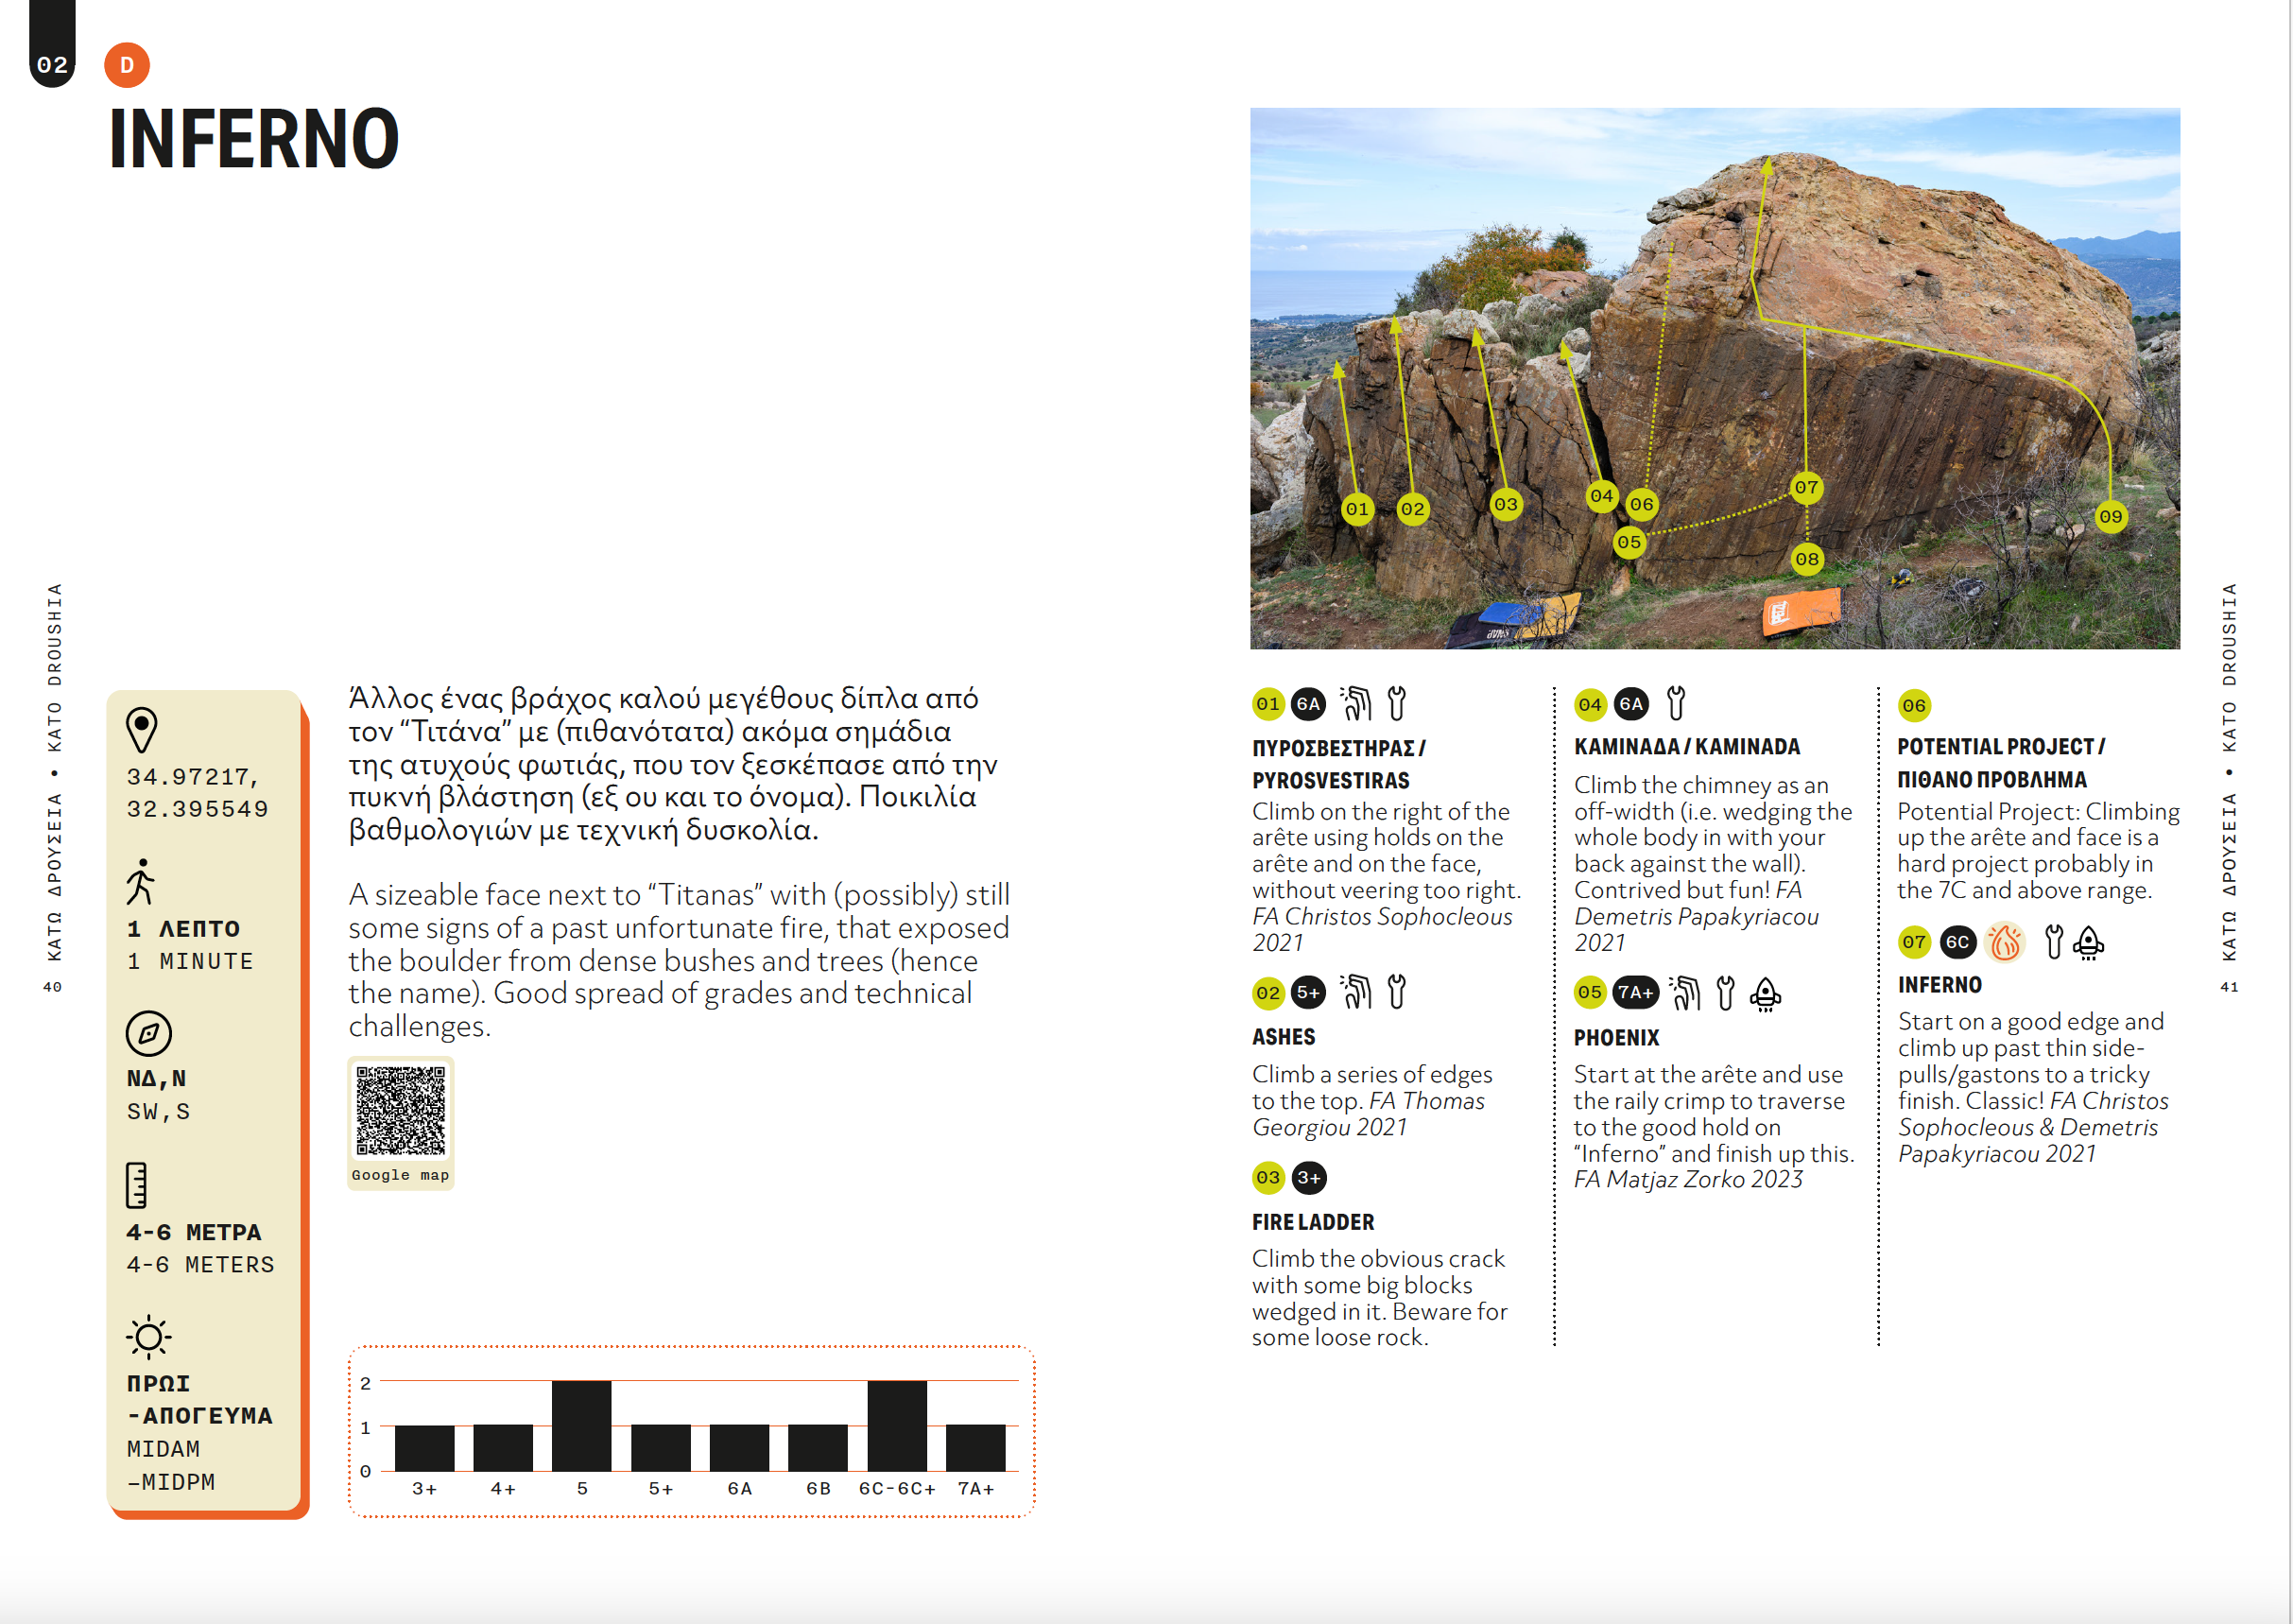 02
D
INFERNO
ΚΑΤΩ ΔΡΟΥΣΕΙΑ • KATO DROUSHIA
40
34.97217,
32.395549
1 ΛΕΠΤΟ
1 MINUTE
ΝΔ,Ν
SW,S
4-6 ΜΕΤΡΑ
4-6 METERS
ΠΡΩΙ
-ΑΠΟΓΕΥΜΑ
MIDAM
–MIDPM
Άλλος ένας βράχος καλού μεγέθους δίπλα από
τον “Τιτάνα” με (πιθανότατα) ακόμα σημάδια
της ατυχούς φωτιάς, που τον ξεσκέπασε από την
πυκνή βλάστηση (εξ ου και το όνομα). Ποικιλία
βαθμολογιών με τεχνική δυσκολία.
A sizeable face next to “Titanas” with (possibly) still
some signs of a past unfortunate fire, that exposed
the boulder from dense bushes and trees (hence
the name). Good spread of grades and technical
challenges.
Google map
2
1
0
3+ 4+ 5 5+ 6A 6B 6C-6C+ 7A+
01
02
03
04
06
05
07
08
09
PETZL
SNAP
01 6A
ΠΥΡΟΣΒΕΣΤΗΡΑΣ /
PYROSVESTIRAS
Climb on the right of the
arête using holds on the
arête and on the face,
without veering too right.
FA Christos Sophocleous
2021
02 5+
ASHES
Climb a series of edges
to the top. FA Thomas
Georgiou 2021
03 3+
FIRE LADDER
Climb the obvious crack
with some big blocks
wedged in it. Beware for
some loose rock.
04 6A
ΚΑΜΙΝΑΔΑ / KAMINADA
Climb the chimney as an
off-width (i.e. wedging the
whole body in with your
back against the wall).
Contrived but fun! FA
Demetris Papakyriacou
2021
05 7A+
PHOENIX
Start at the arête and use
the raily crimp to traverse
to the good hold on
“Inferno” and finish up this.
FA Matjaz Zorko 2023
06
POTENTIAL PROJECT /
ΠΙΘΑΝΟ ΠΡΟΒΛΗΜΑ
Potential Project: Climbing
up the arête and face is a
hard project probably in
the 7C and above range.
07 6C
INFERNO
Start on a good edge and
climb up past thin side-
pulls/gastons to a tricky
finish. Classic! FA Christos
Sophocleous & Demetris
Papakyriacou 2021
ΚΑΤΩ ΔΡΟΥΣΕΙΑ • KATO DROUSHIA
41